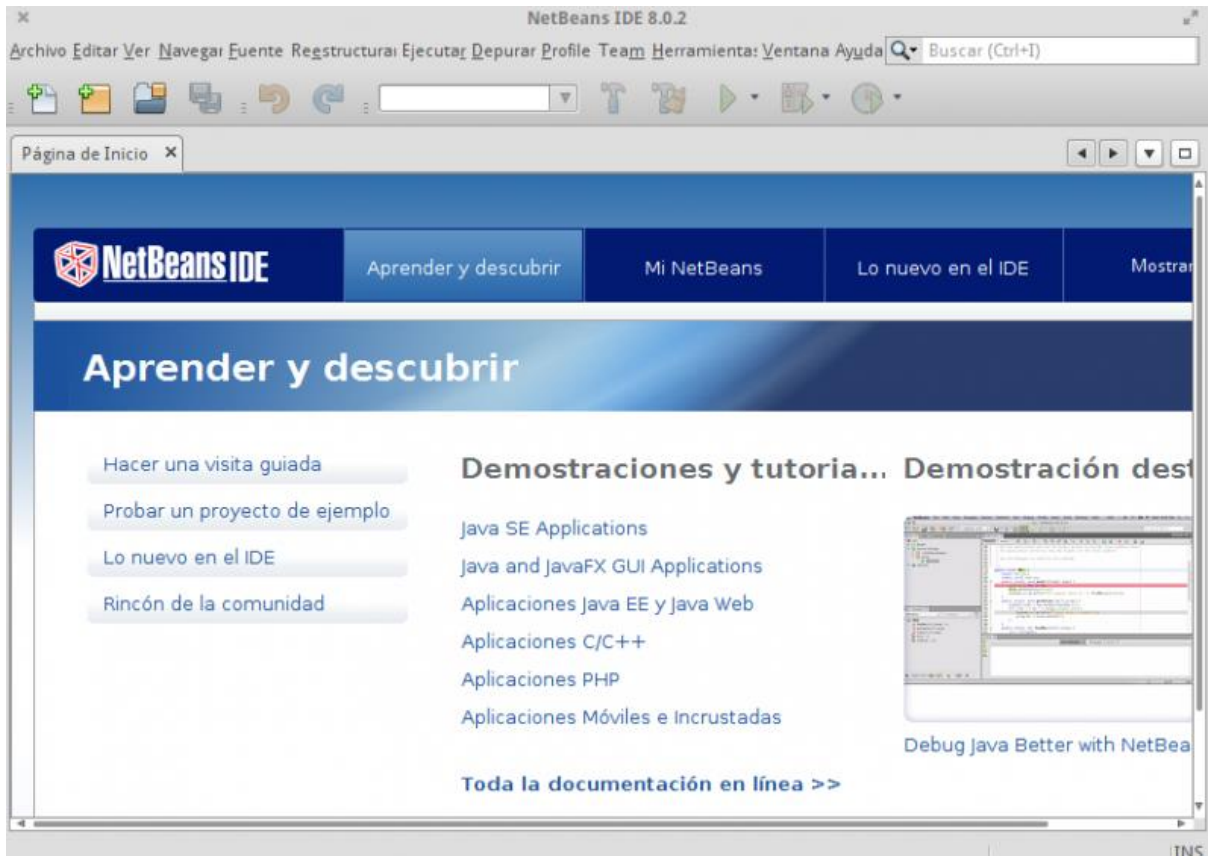 NetBeans IDE 8.0.2
Archivo Editar Ver Navegar Fuente Reestructurar Ejecutar Depurar Profile Team Herramientas Ventana Ayuda Buscar (Ctrl+I)
Página de Inicio
NetBeans IDE Aprender y descubrir Mi NetBeans Lo nuevo en el IDE Mostrar
Aprender y descubrir
Hacer una visita guiada
Probar un proyecto de ejemplo
Lo nuevo en el IDE
Rincón de la comunidad
Demostraciones y tutoria...
Java SE Applications
Java and JavaFX GUI Applications
Aplicaciones Java EE y Java Web
Aplicaciones C/C++
Aplicaciones PHP
Aplicaciones Móviles e Incrustadas
Toda la documentación en línea >>
Demostración dest
Debug Java Better with NetBea
INS